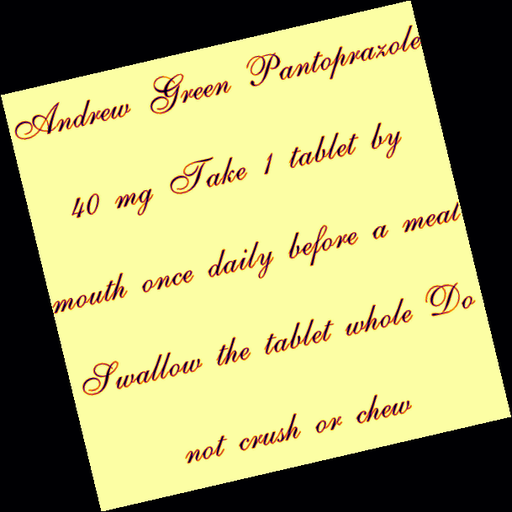 Andrew Green Pantoprazole
40 mg Take 1 tablet by
mouth once daily before a meal
Swallow the tablet whole Do
not crush or chew